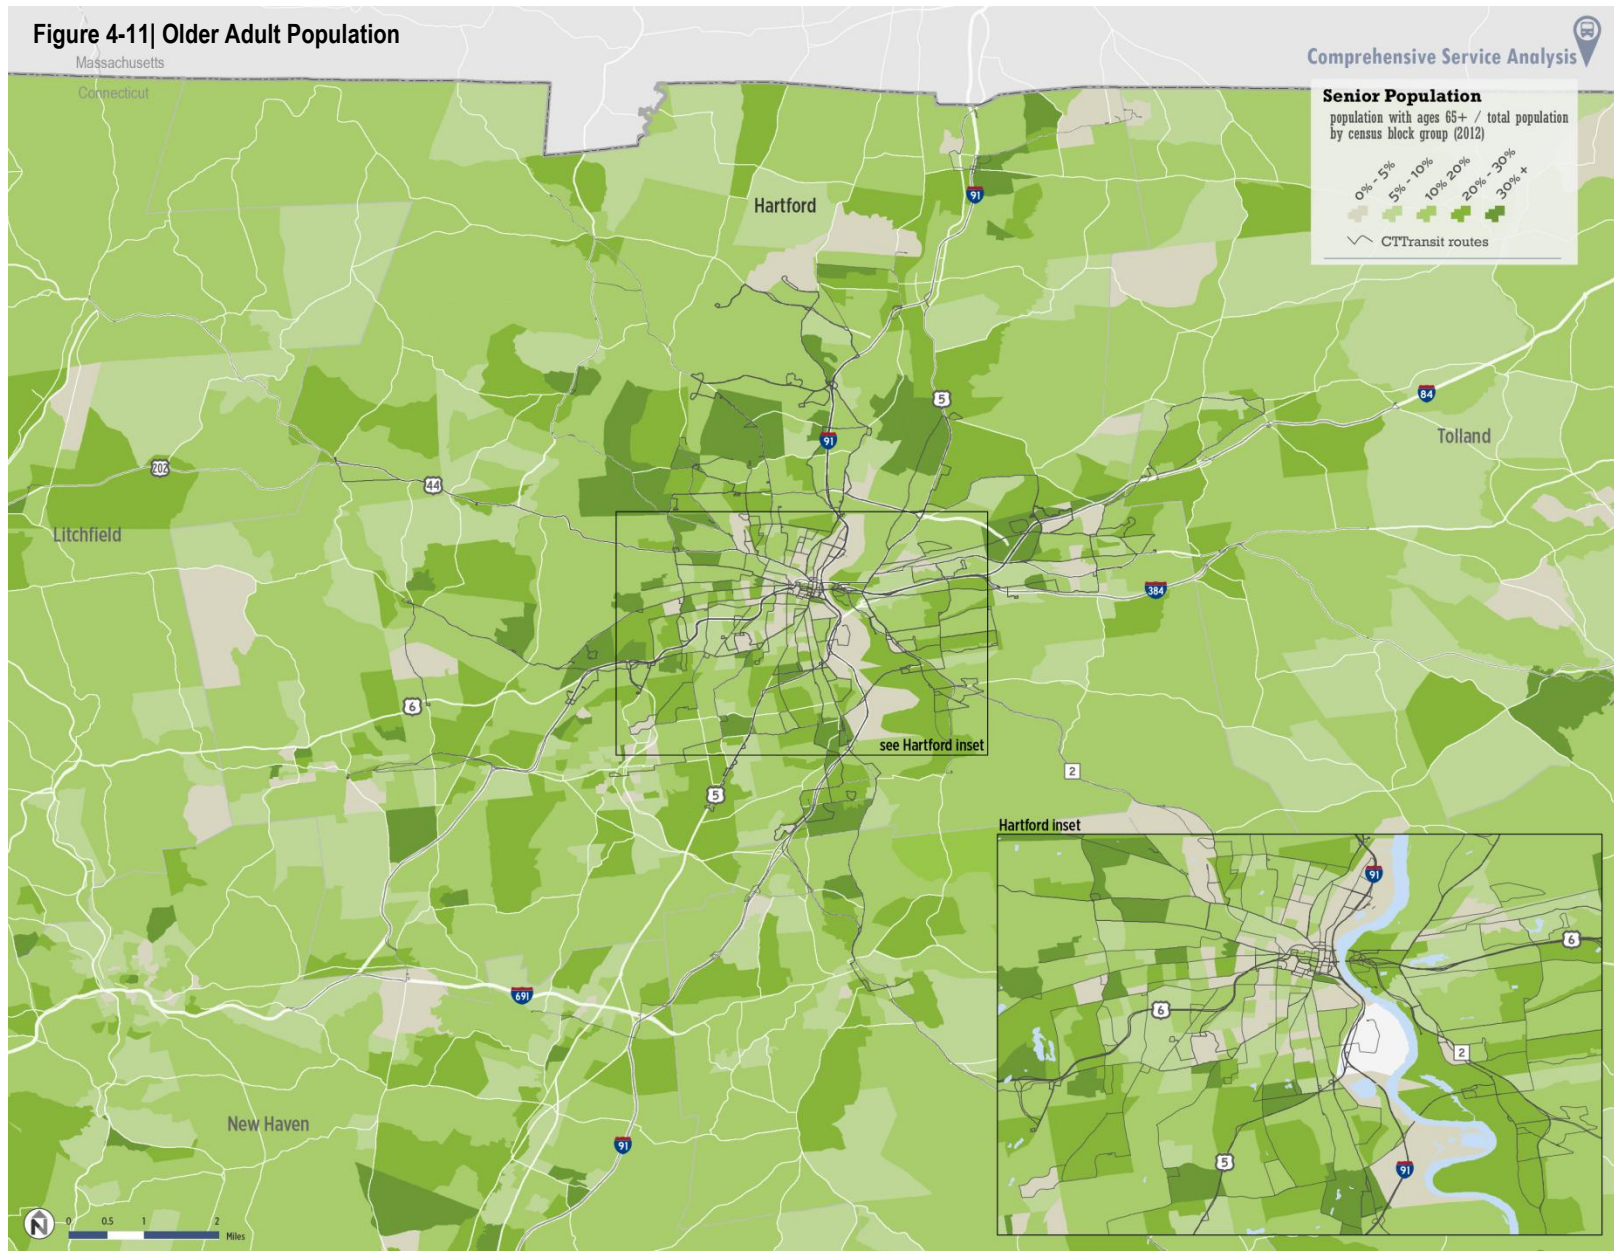 Figure 4-11| Older Adult Population
Massachusetts
Connecticut
Comprehensive Service Analysis
Senior Population
population with ages 65+ / total population
by census block group (2012)
0% - 5%
5% - 10%
10% 20%
20% - 30%
30% +
CTTransit routes
Hartford
91
5
84
91
Tolland
202
44
Litchfield
384
6
see Hartford inset
2
5
Hartford inset
91
6
6
691
2
New Haven
91
5
91
N
0 0.5 1 2
Miles